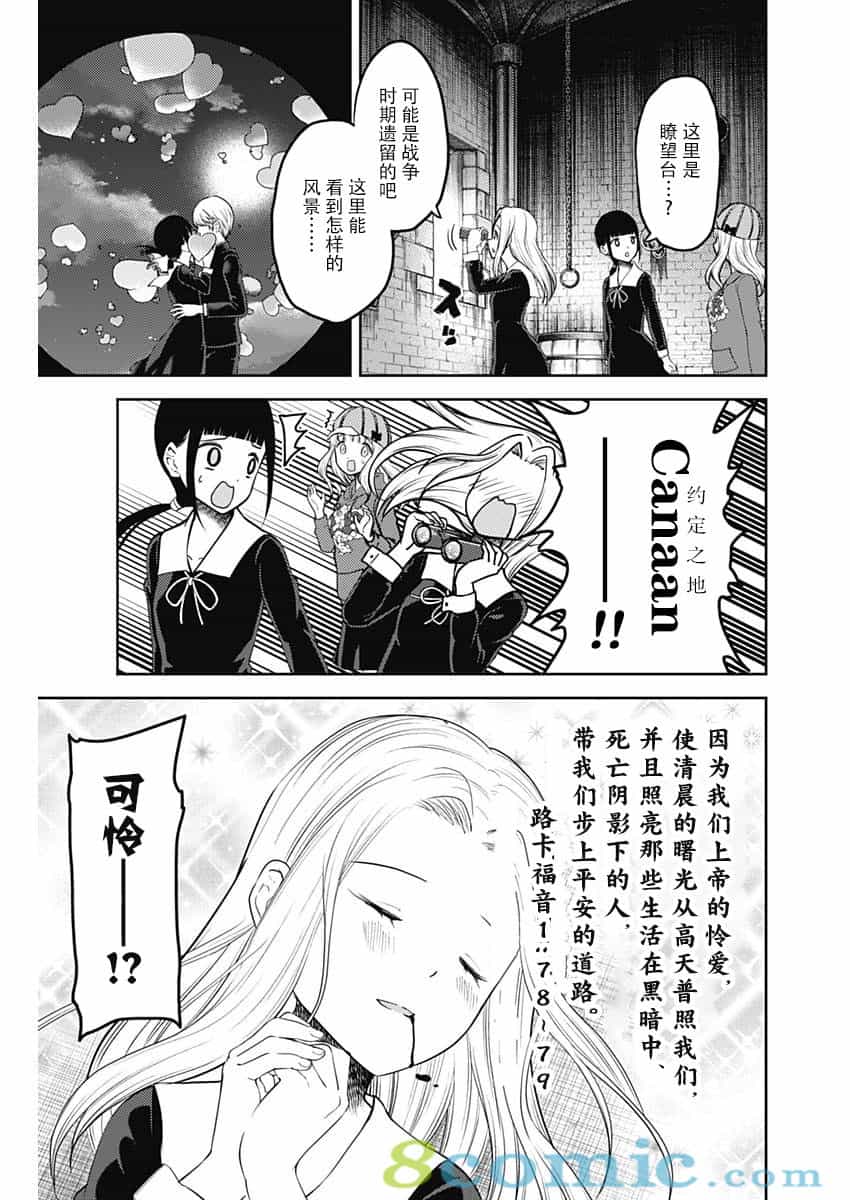 这里是
瞭望台…?
可能是战争
时期遗留的吧
这里能
看到怎样的
风景……
ズッ
约定之地
Canaan
——!!
因为我们上帝的怜爱，
使清晨的曙光从高天普照我们，
并且照亮那些生活在黑暗中、
死亡阴影下的人，
带我们步上平安的道路。
路卡福音1:78~79
可怜——!?
8comic.com